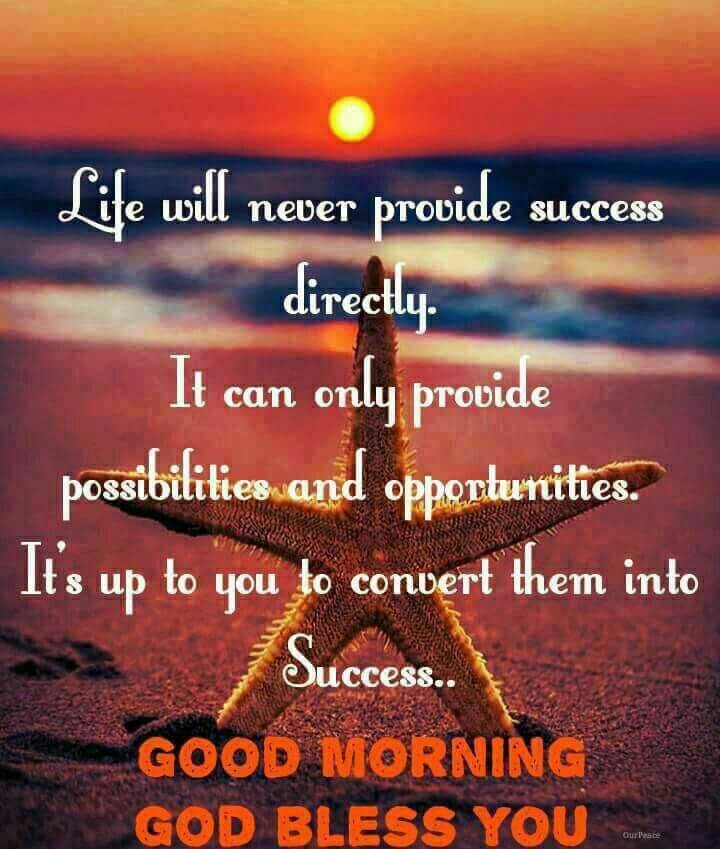 Life will never provide success
directly.
It can only provide
possibilities and opportunities.
It's up to you to convert them into
Success..
GOOD MORNING
GOD BLESS YOU
OurPeace